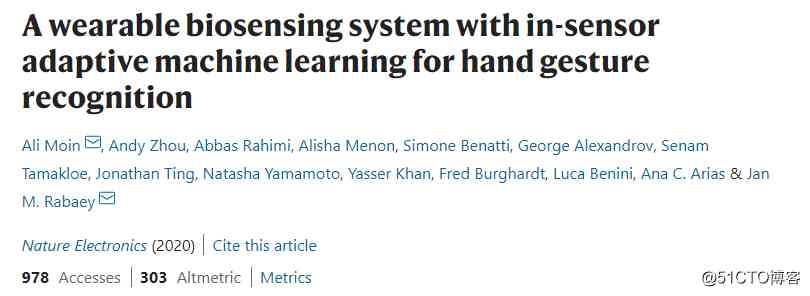 A wearable biosensing system with in-sensor
adaptive machine learning for hand gesture
recognition
Ali Moin, Andy Zhou, Abbas Rahimi, Alisha Menon, Simone Benatti, George Alexandrov, Senam
Tamakloe, Jonathan Ting, Natasha Yamamoto, Yasser Khan, Fred Burghardt, Luca Benini, Ana C. Arias & Jan
M. Rabaey
Nature Electronics (2020) | Cite this article
978 Accesses | 303 Altmetric | Metrics
@51CTO博客